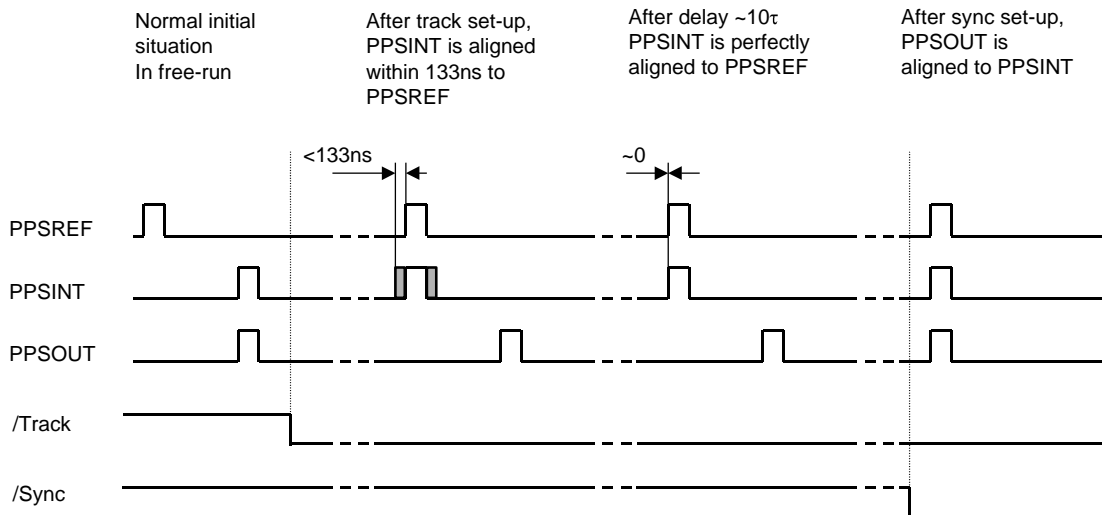 Normal initial
situation
In free-run
After track set-up,
PPSINT is aligned
within 133ns to
PPSREF
After delay ~10τ
PPSINT is perfectly
aligned to PPSREF
After sync set-up,
PPSOUT is
aligned to PPSINT
<133ns
~0
PPSREF
PPSINT
PPSOUT
/Track
/Sync